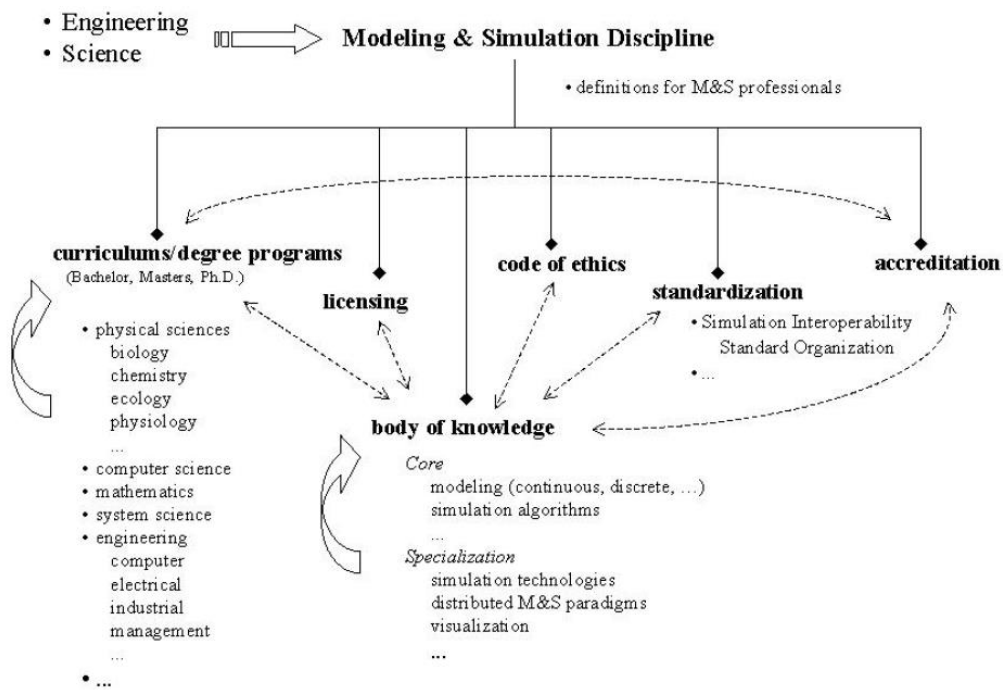 • Engineering
• Science
Modeling & Simulation Discipline
• definitions for M&S professionals
curriculums/degree programs
(Bachelor, Masters, Ph.D.)
licensing
code of ethics
standardization
accreditation
• Simulation Interoperability
Standard Organization
• ...
• physical sciences
biology
chemistry
ecology
physiology
...
• computer science
• mathematics
• system science
• engineering
computer
electrical
industrial
management
...
• ...
body of knowledge
Core
modeling (continuous, discrete, ...)
simulation algorithms
...
Specialization
simulation technologies
distributed M&S paradigms
visualization
...